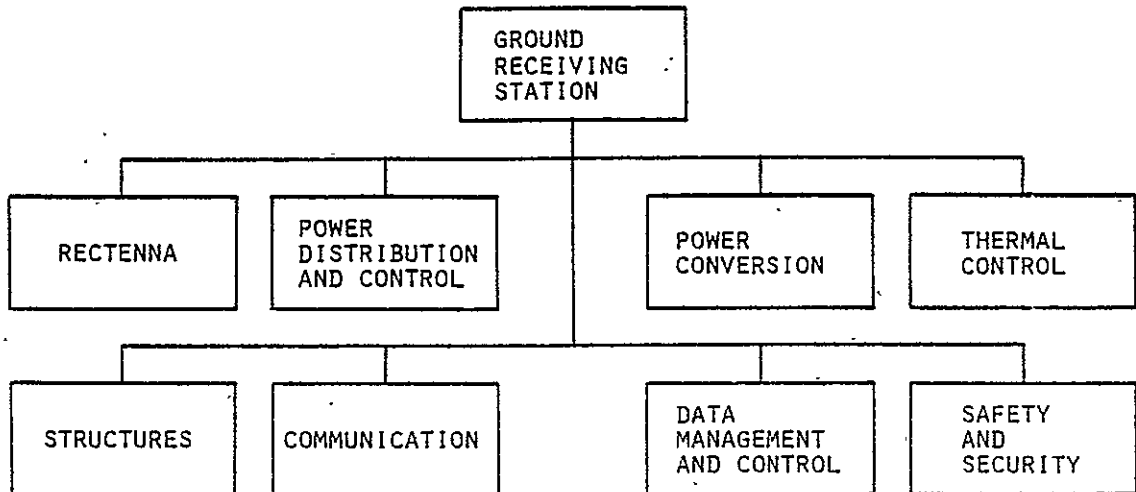 GROUND
RECEIVING
STATION
RECTENNA
POWER
DISTRIBUTION
AND CONTROL
POWER
CONVERSION
THERMAL
CONTROL
STRUCTURES
COMMUNICATION
DATA
MANAGEMENT
AND CONTROL
SAFETY
AND
SECURITY